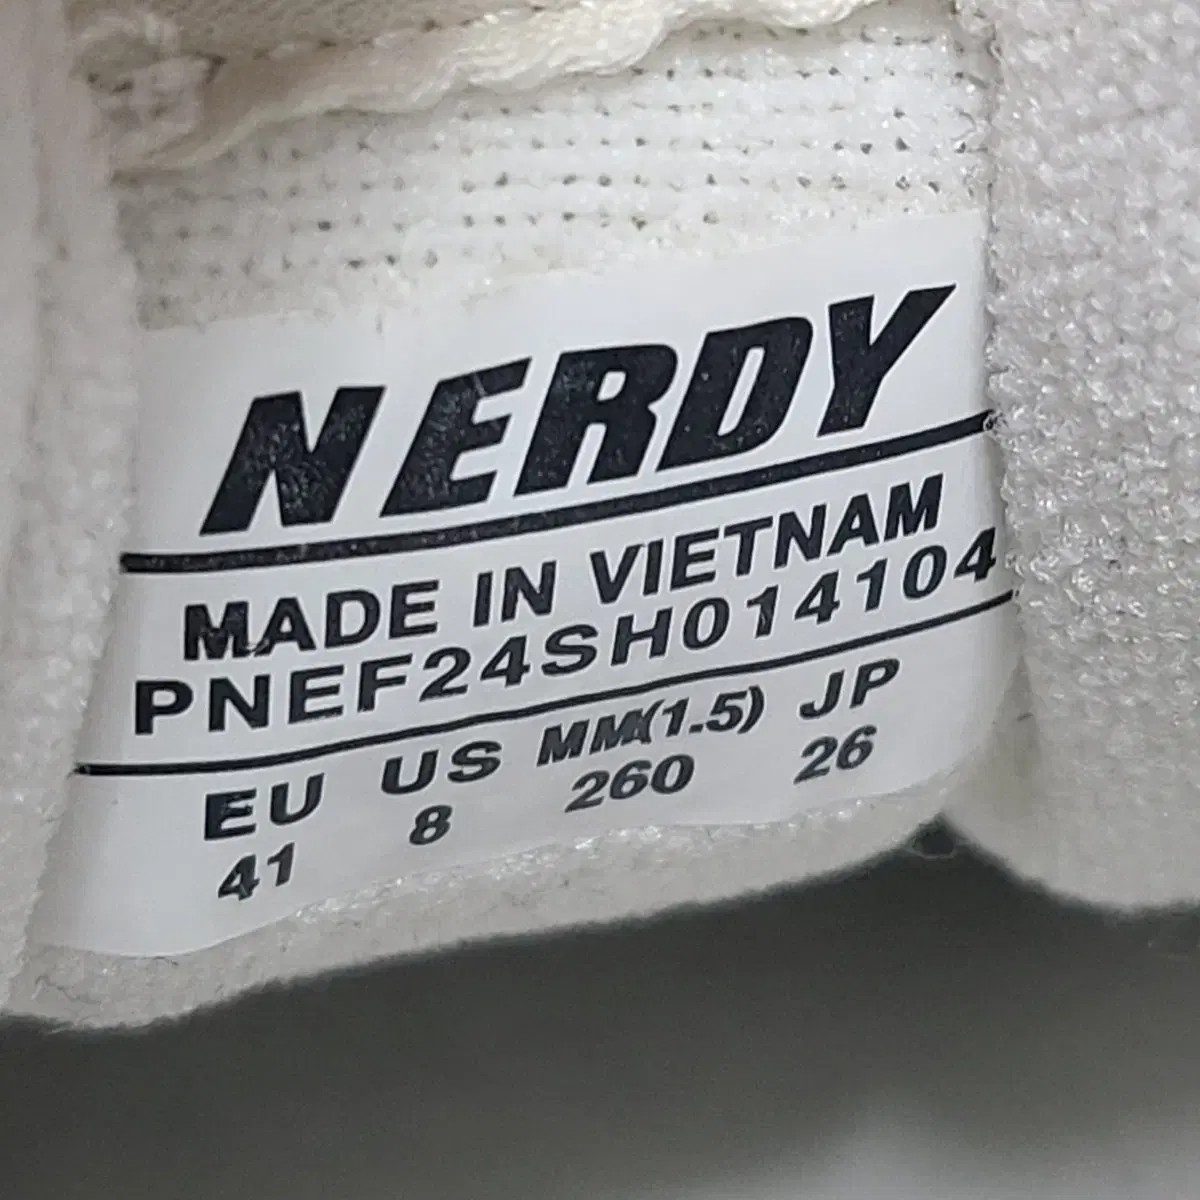 NERDY
MADE IN VIETNAM
PNEF24SH014104
EU US MM(1.5) JP
41 8 260 26